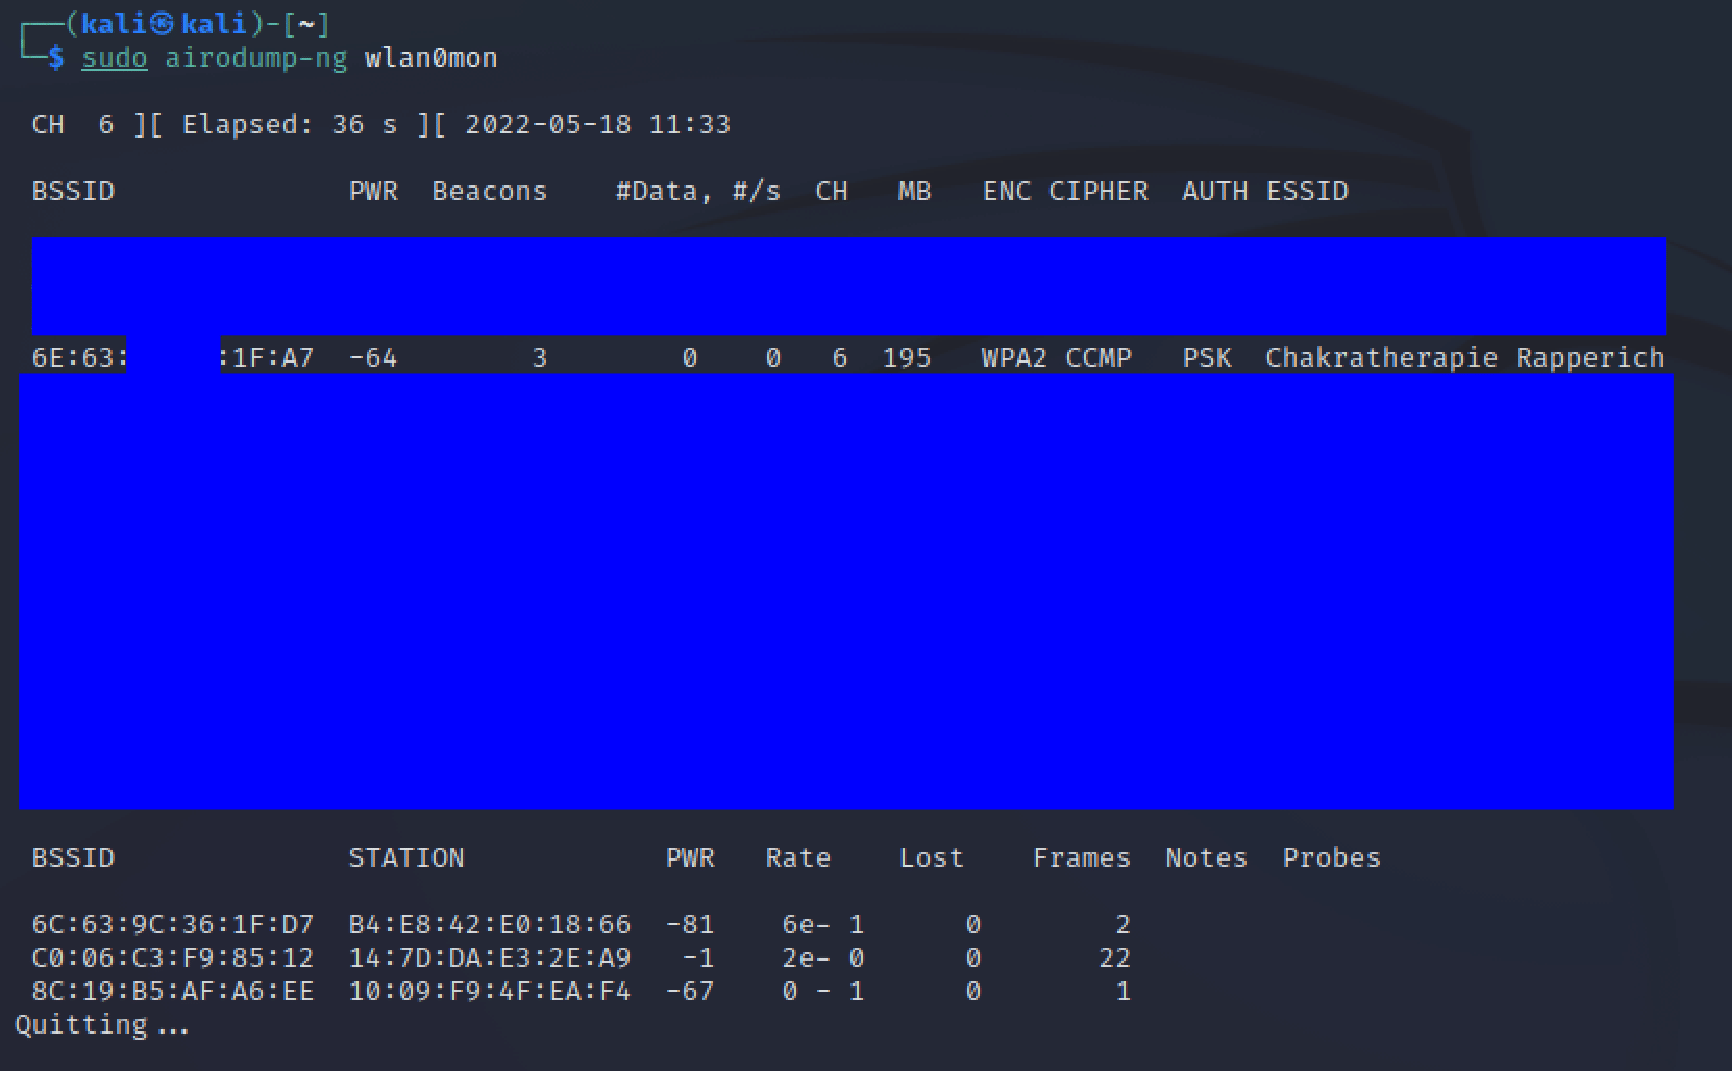 ┌──(kali㉿kali)-[~]
└─$ sudo airodump-ng wlan0mon
CH  6 ][ Elapsed: 36 s ][ 2022-05-18 11:33
BSSID              PWR  Beacons    #Data, #/s  CH   MB   ENC CIPHER  AUTH ESSID
6E:63:      :1F:A7  -64        3        0    0   6  195   WPA2 CCMP   PSK  Chakratherapie Rapperich
BSSID              STATION            PWR   Rate    Lost    Frames  Notes  Probes
6C:63:9C:36:1F:D7  B4:E8:42:E0:18:66  -81    6e- 1      0        2
C0:06:C3:F9:85:12  14:7D:DA:E3:2E:A9   -1    2e- 0      0       22
8C:19:B5:AF:A6:EE  10:09:F9:4F:EA:F4  -67    0 - 1      0        1
Quitting...